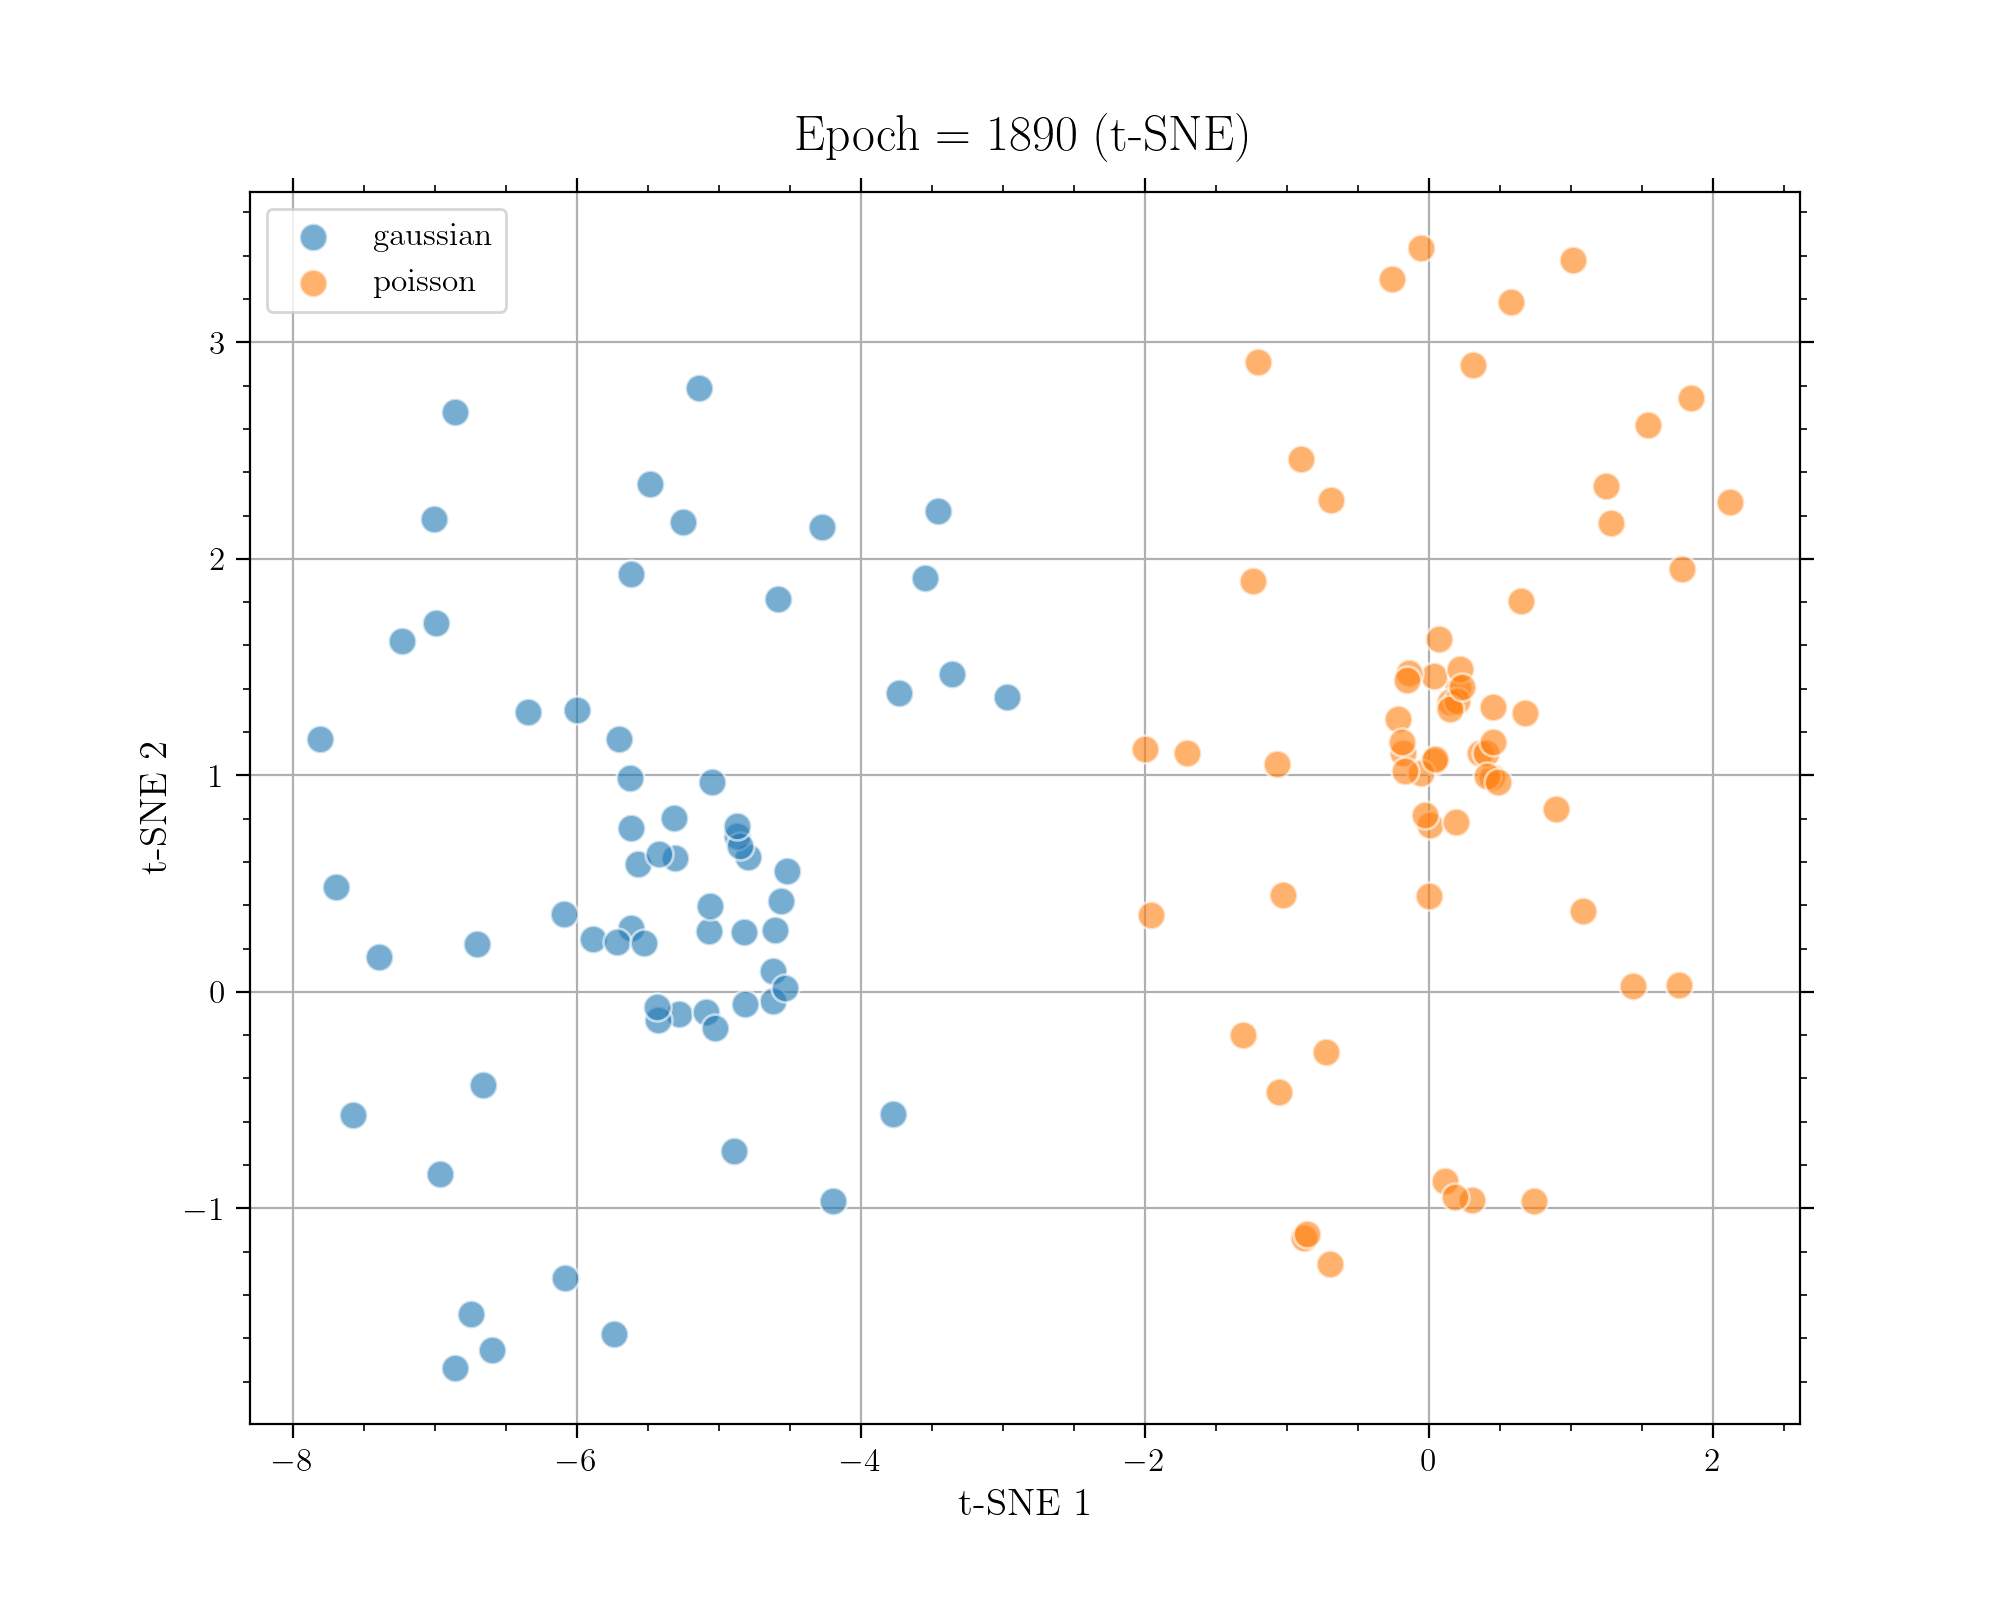 Epoch = 1890 (t-SNE)
gaussian
poisson
3
2
1
0
−1
t-SNE 2
−8
−6
−4
−2
0
2
t-SNE 1